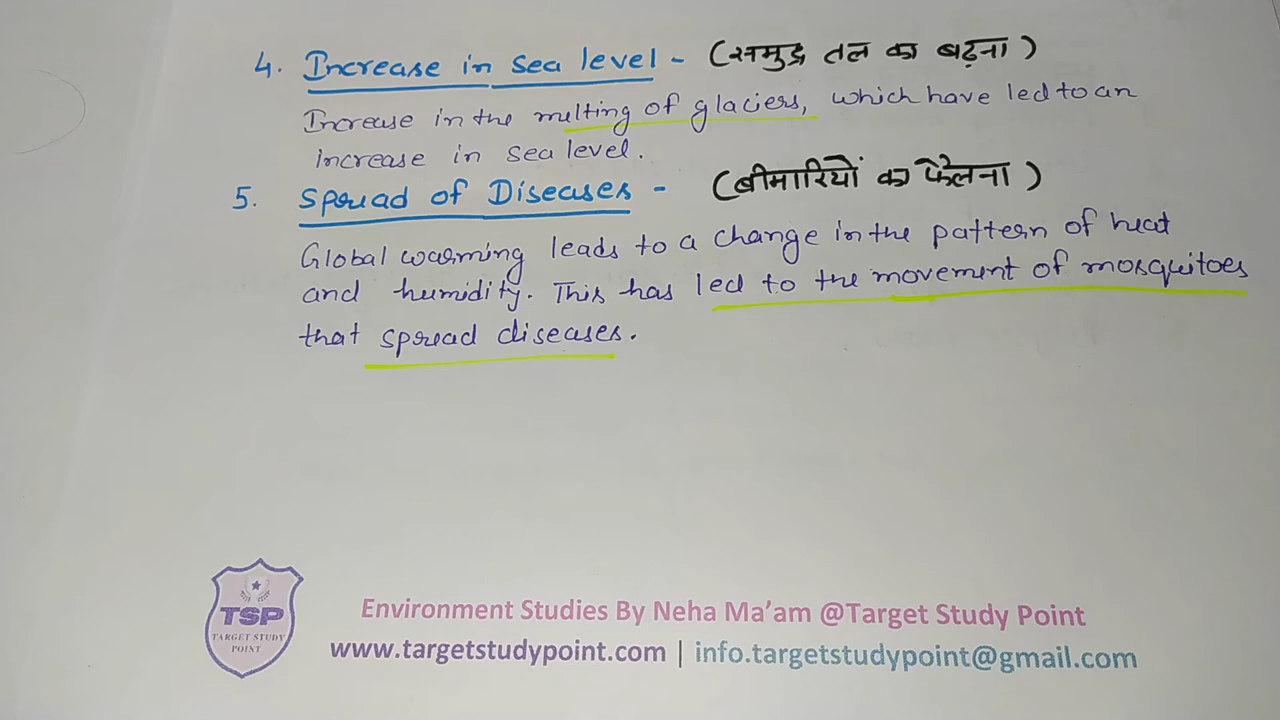 4. Increase in sea level - (समुद्र तल का बढ़ना)
Increase in the melting of glaciers, which have led to an
increase in sea level.
5. Spread of Diseases - (बीमारियों का फैलना)
Global warming leads to a change in the pattern of heat
and humidity. This has led to the movement of mosquitoes
that spread diseases.
TSP
TARGET STUDY
POINT
Environment Studies By Neha Ma'am @Target Study Point
www.targetstudypoint.com | info.targetstudypoint@gmail.com